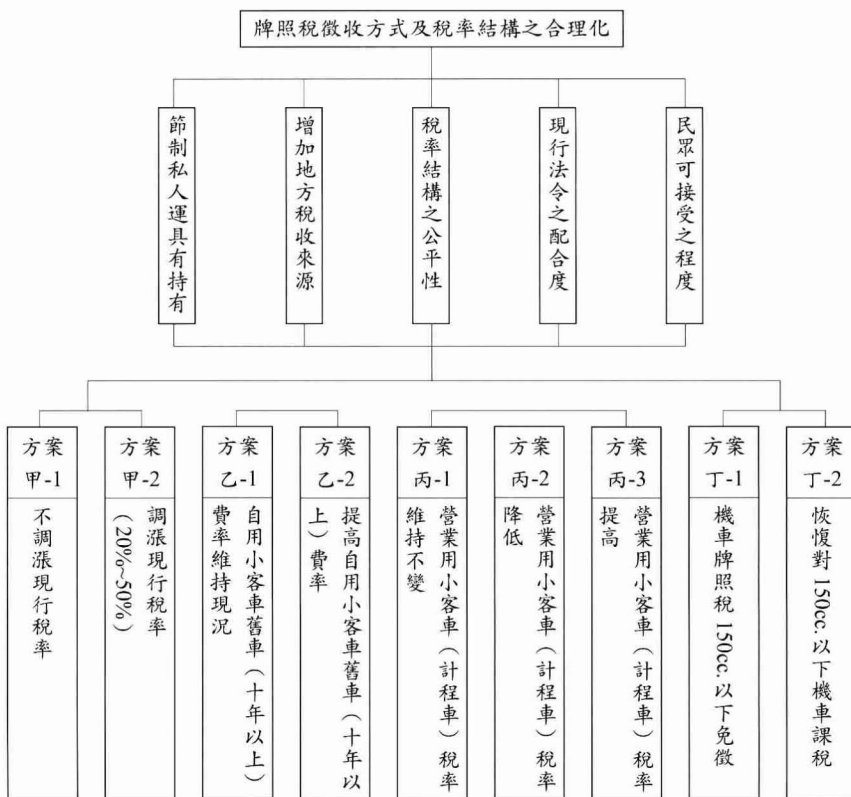 牌照稅徵收方式及稅率結構之合理化
節制私人運具有持有
增加地方稅收來源
稅率結構之公平性
現行法令之配合度
民眾可接受之程度
方案
甲-1
不調漲現行稅率
方案
甲-2
調漲現行稅率
(20%~50%)
方案
乙-1
自用小客車舊車(十年以上)
費率維持現況
方案
乙-2
提高自用小客車舊車(十年以
上)費率
方案
丙-1
營業用小客車(計程車)稅率
維持不變
方案
丙-2
營業用小客車(計程車)稅率
降低
方案
丙-3
營業用小客車(計程車)稅率
提高
方案
丁-1
機車牌照稅150cc.以下免徵
方案
丁-2
恢復對150cc.以下機車課稅